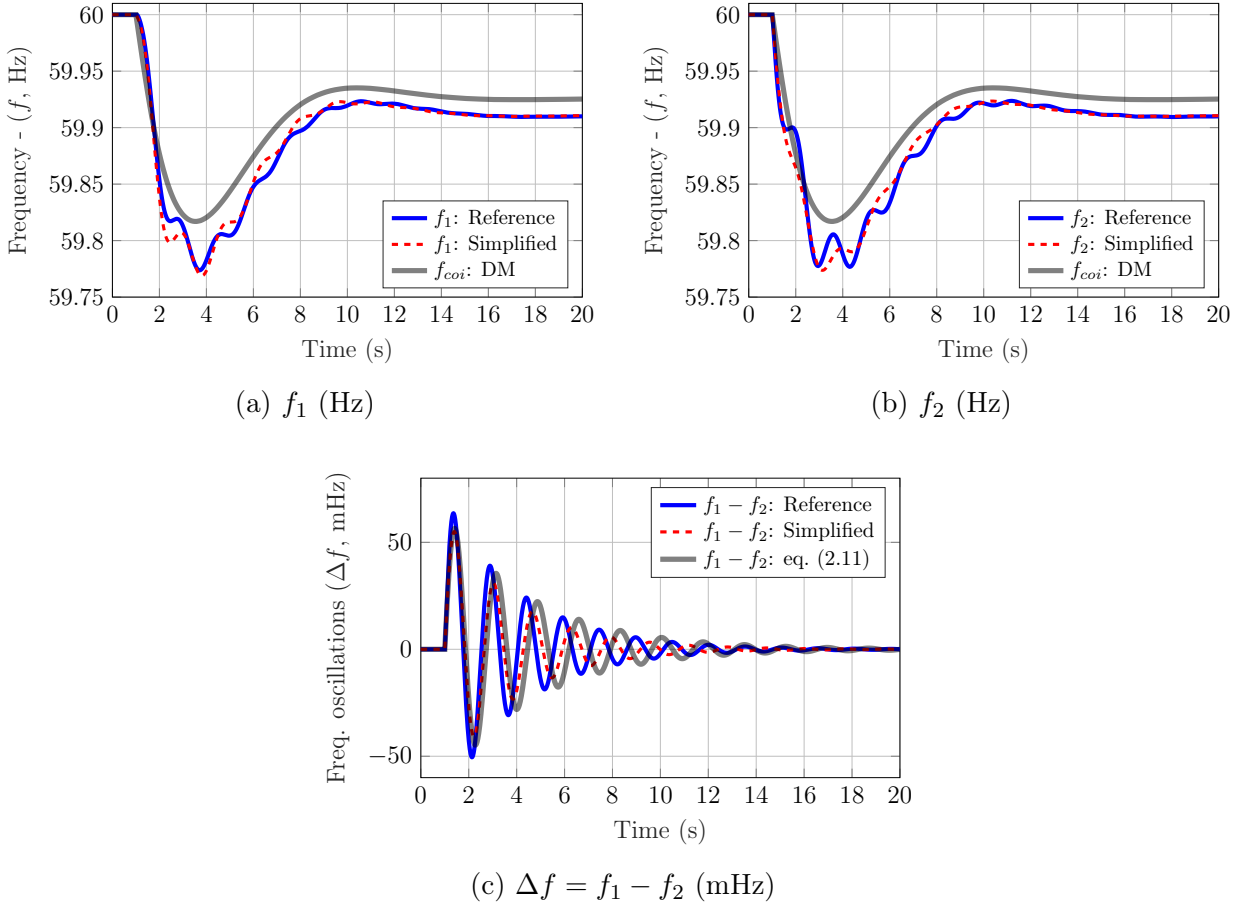 Frequency - (f, Hz)
60
59.95
59.9
59.85
59.8
59.75
0 2 4 6 8 10 12 14 16 18 20
Time (s)
f1: Reference
f1: Simplified
fcoi: DM
(a) f1 (Hz)
Frequency - (f, Hz)
60
59.95
59.9
59.85
59.8
59.75
0 2 4 6 8 10 12 14 16 18 20
Time (s)
f2: Reference
f2: Simplified
fcoi: DM
(b) f2 (Hz)
Freq. oscillations (Δf, mHz)
50
0
−50
0 2 4 6 8 10 12 14 16 18 20
Time (s)
f1 − f2: Reference
f1 − f2: Simplified
f1 − f2: eq. (2.11)
(c) Δf = f1 − f2 (mHz)